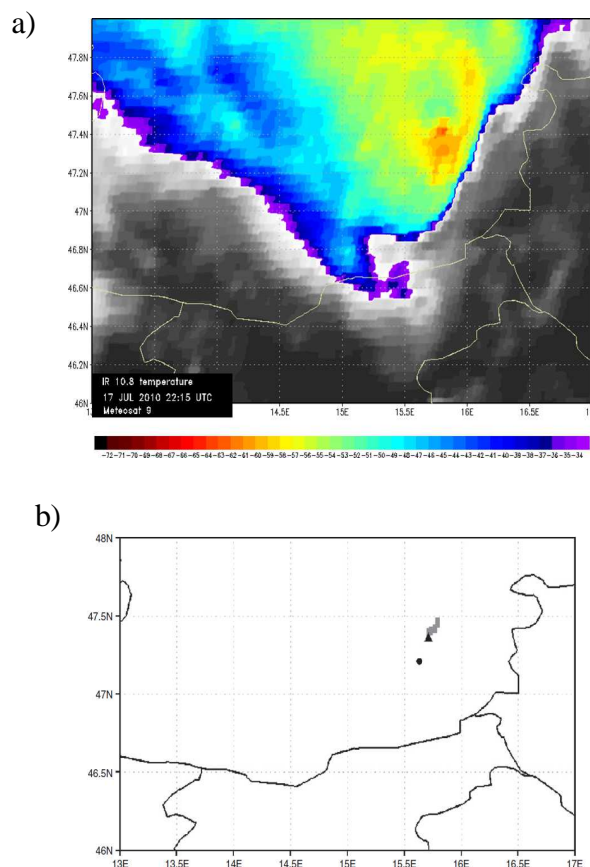 a)
47.8N
47.6N
47.4N
47.2N
47N
46.8N
46.6N
46.4N
46.2N
46N
IR 10.8 temperature
17 JUL 2010 22:15 UTC
Meteosat 9
14.5E 15E 15.5E 16E 16.5E
-72-71-70-69-68-67-66-65-64-63-62-61-60-59-58-57-56-55-54-53-52-51-50-49-48-47-46-45-44-43-42-41-40-39-38-37-36-35-34
b)
48N
47.5N
47N
46.5N
46N
13E 13.5E 14E 14.5E 15E 15.5E 16E 16.5E 17E